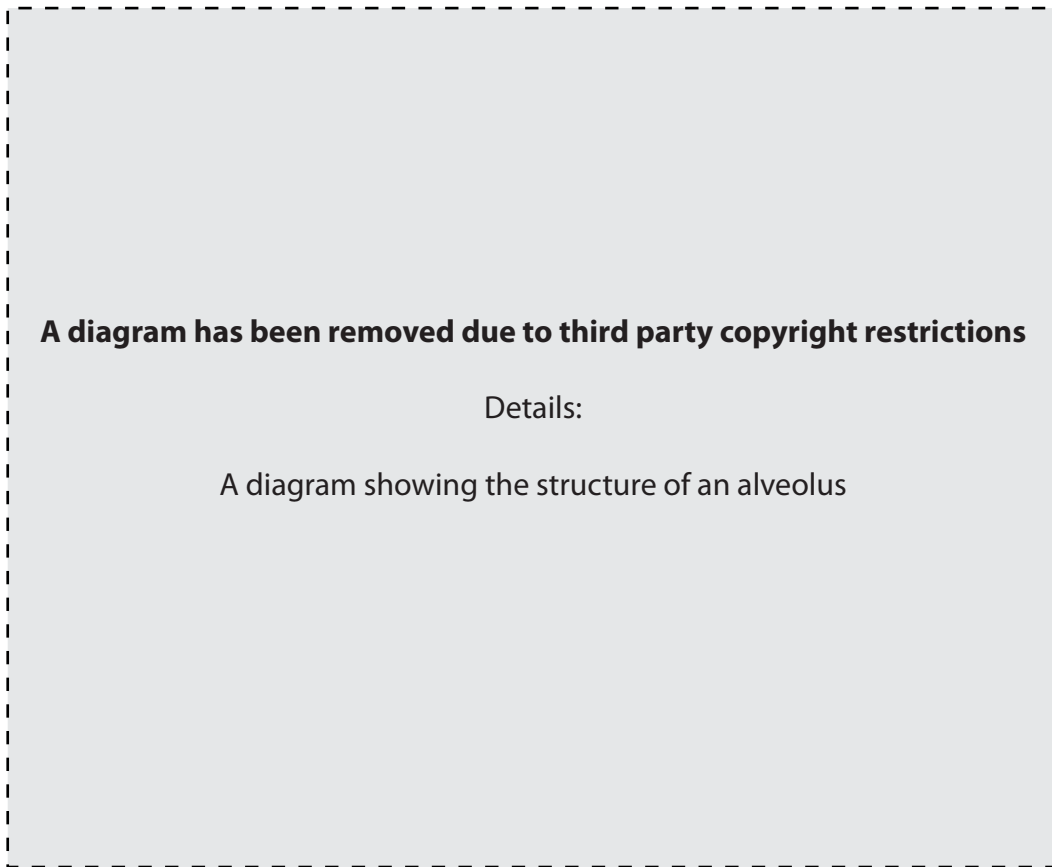 A diagram has been removed due to third party copyright restrictions
Details:
A diagram showing the structure of an alveolus